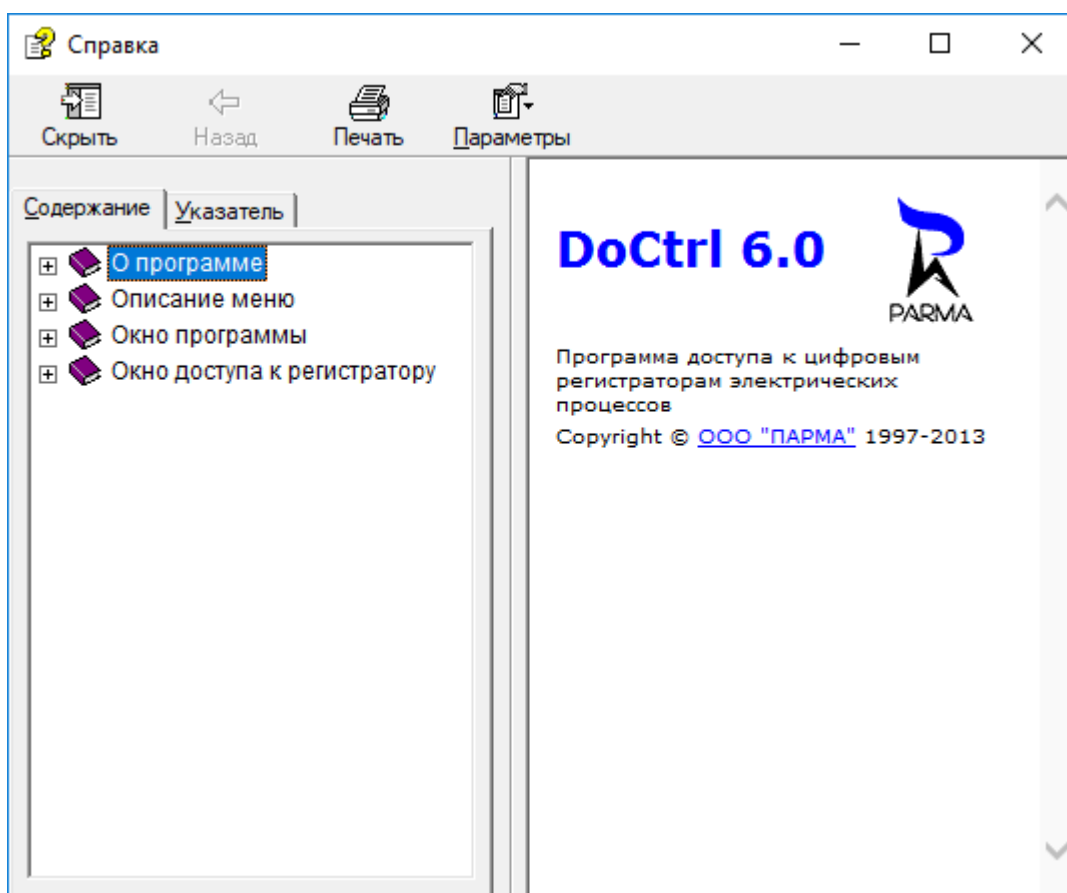 Справка
Скрыть
Назад
Печать
Параметры
Содержание
Указатель
О программе
Описание меню
Окно программы
Окно доступа к регистратору
DoCtrl 6.0
PARMA
Программа доступа к цифровым
регистраторам электрических
процессов
Copyright © ООО "ПАРМА" 1997-2013